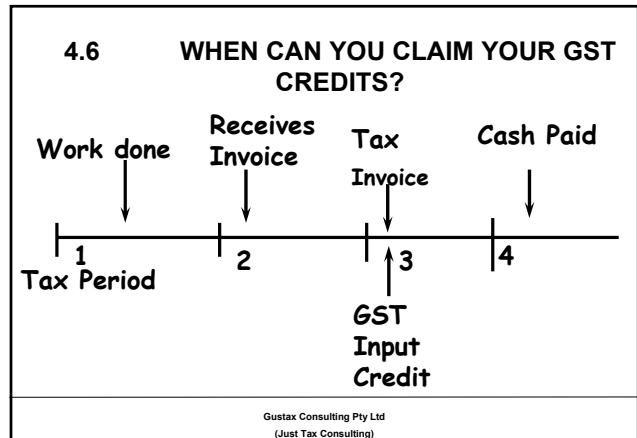 4.6 WHEN CAN YOU CLAIM YOUR GST
CREDITS?
Work done
Receives
Invoice
Tax
Invoice
Cash Paid
1
2
3
4
Tax Period
GST
Input
Credit
Gustax Consulting Pty Ltd
(Just Tax Consulting)